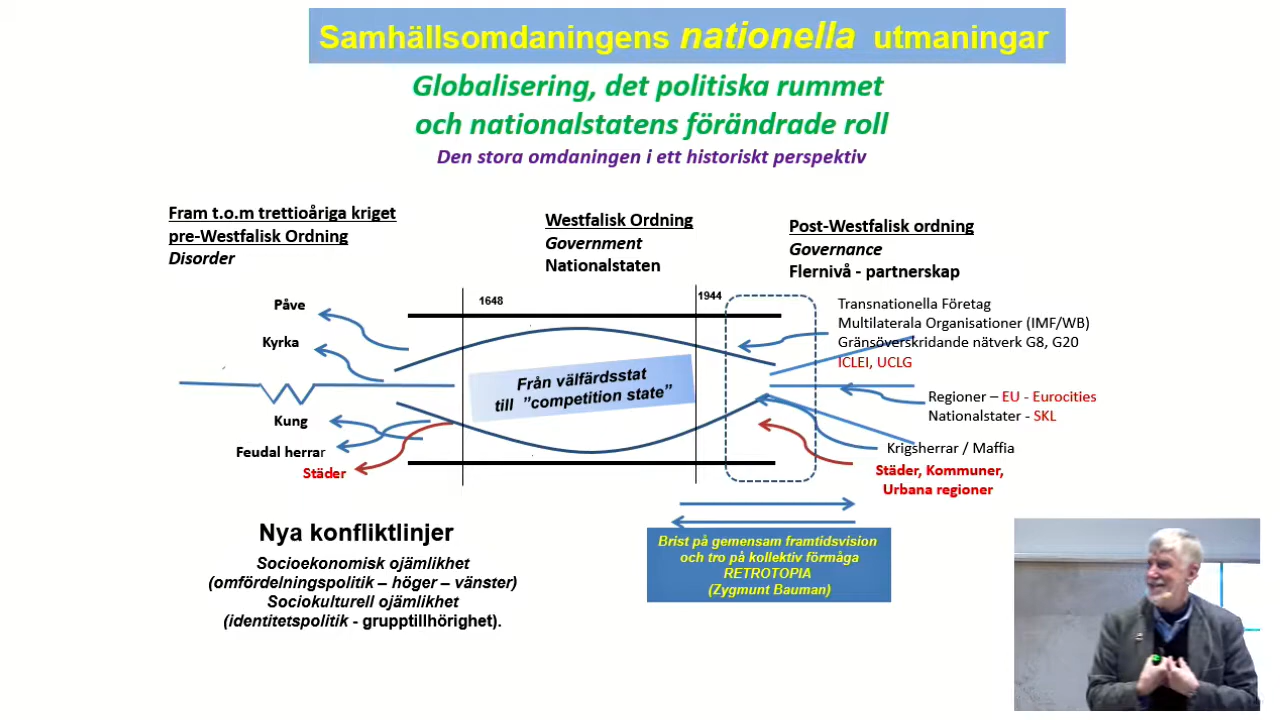 Samhällsomdaningens nationella utmaningar
Globalisering, det politiska rummet
och nationalstatens förändrade roll
Den stora omdaningen i ett historiskt perspektiv
Fram t.o.m trettioåriga kriget
pre-Westfalisk Ordning
Disorder
Westfalisk Ordning
Government
Nationalstaten
Post-Westfalisk ordning
Governance
Flernivå - partnerskap
1648
1944
Påve
Kyrka
Kung
Feudal herrar
Städer
Från välfärdsstat
till ”competition state”
Transnationella Företag
Multilaterala Organisationer (IMF/WB)
Gränsöverskridande nätverk G8, G20
ICLEI, UCLG
Regioner – EU - Eurocities
Nationalstater - SKL
Krigsherrar / Maffia
Städer, Kommuner,
Urbana regioner
Nya konfliktlinjer
Socioekonomisk ojämlikhet
(omfördelningspolitik – höger – vänster)
Sociokulturell ojämlikhet
(identitetspolitik - grupptillhörighet).
Brist på gemensam framtidsvision
och tro på kollektiv förmåga
RETROTOPIA
(Zygmunt Bauman)